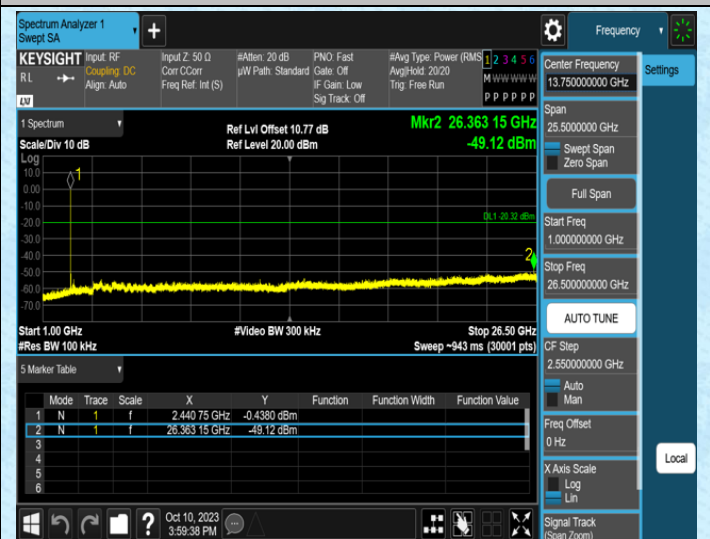 Spectrum Analyzer 1
Swept SA
+
Frequency
KEYSIGHT
RL
LXI
Input: RF
Coupling: DC
Align: Auto
Input Z: 50 Ω
Corr CCorr
Freq Ref: Int (S)
#Atten: 20 dB
µW Path: Standard
PNO: Fast
Gate: Off
IF Gain: Low
Sig Track: Off
#Avg Type: Power (RMS
Avg|Hold: 20/20
Trig: Free Run
1 2 3 4 5 6
M W W W W W
P P P P P P
1 Spectrum
Scale/Div 10 dB
Ref Lvl Offset 10.77 dB
Ref Level 20.00 dBm
Mkr2 26.363 15 GHz
-49.12 dBm
Log
10.0
0.00
-10.0
-20.0
-30.0
-40.0
-50.0
-60.0
-70.0
1
DL1 -20.32 dBm
2
Start 1.00 GHz
#Res BW 100 kHz
#Video BW 300 kHz
Stop 26.50 GHz
Sweep ~943 ms (30001 pts)
5 Marker Table
Mode Trace Scale X Y Function Function Width Function Value
1 N 1 f 2.440 75 GHz -0.4380 dBm
2 N 1 f 26.363 15 GHz -49.12 dBm
3
4
5
6
Oct 10, 2023
3:59:38 PM
?
Center Frequency
13.750000000 GHz
Span
25.5000000 GHz
Swept Span
Zero Span
Full Span
Start Freq
1.000000000 GHz
Stop Freq
26.500000000 GHz
AUTO TUNE
CF Step
2.550000000 GHz
Auto
Man
Freq Offset
0 Hz
X Axis Scale
Log
Lin
Signal Track
(Span Zoom)
Settings
Local